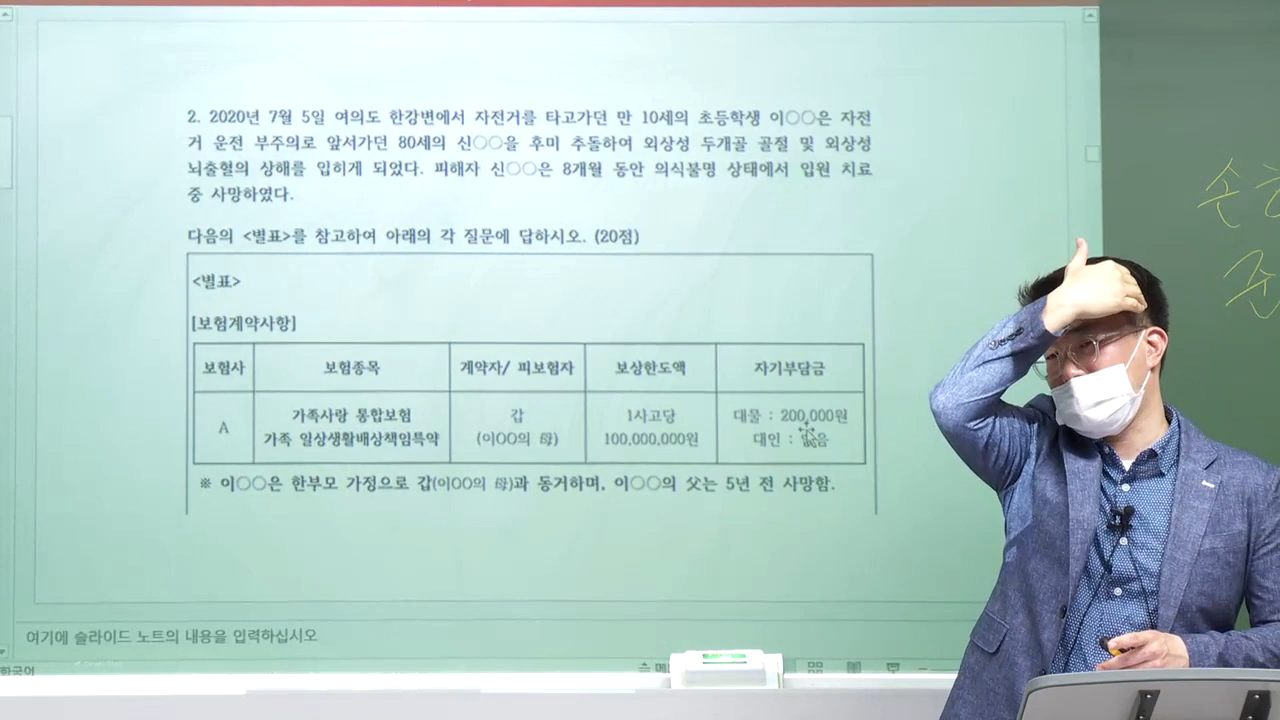 2. 2020년 7월 5일 여의도 한강변에서 자전거를 타고가던 만 10세의 초등학생 이○○은 자전
거 운전 부주의로 앞서가던 80세의 신○○을 후미 추돌하여 외상성 두개골 골절 및 외상성
뇌출혈의 상해를 입히게 되었다. 피해자 신○○은 8개월 동안 의식불명 상태에서 입원 치료
중 사망하였다.
다음의 <별표>를 참고하여 아래의 각 질문에 답하시오. (20점)
<별표>
[보험계약사항]
보험사 보험종목 계약자/ 피보험자 보상한도액 자기부담금
가족사랑 통합보험 갑 1사고당 대물 : 200,000원
A
가족 일상생활배상책임특약 (이OO의 母) 100,000,000원 대인 :
※ 이○○은 한부모 가정으로 갑(이OO의 母)과 동거하며, 이○○의 父는 5년 전 사망함.
여기에 슬라이드 노트의 내용을 입력하십시오
한국어
손
준